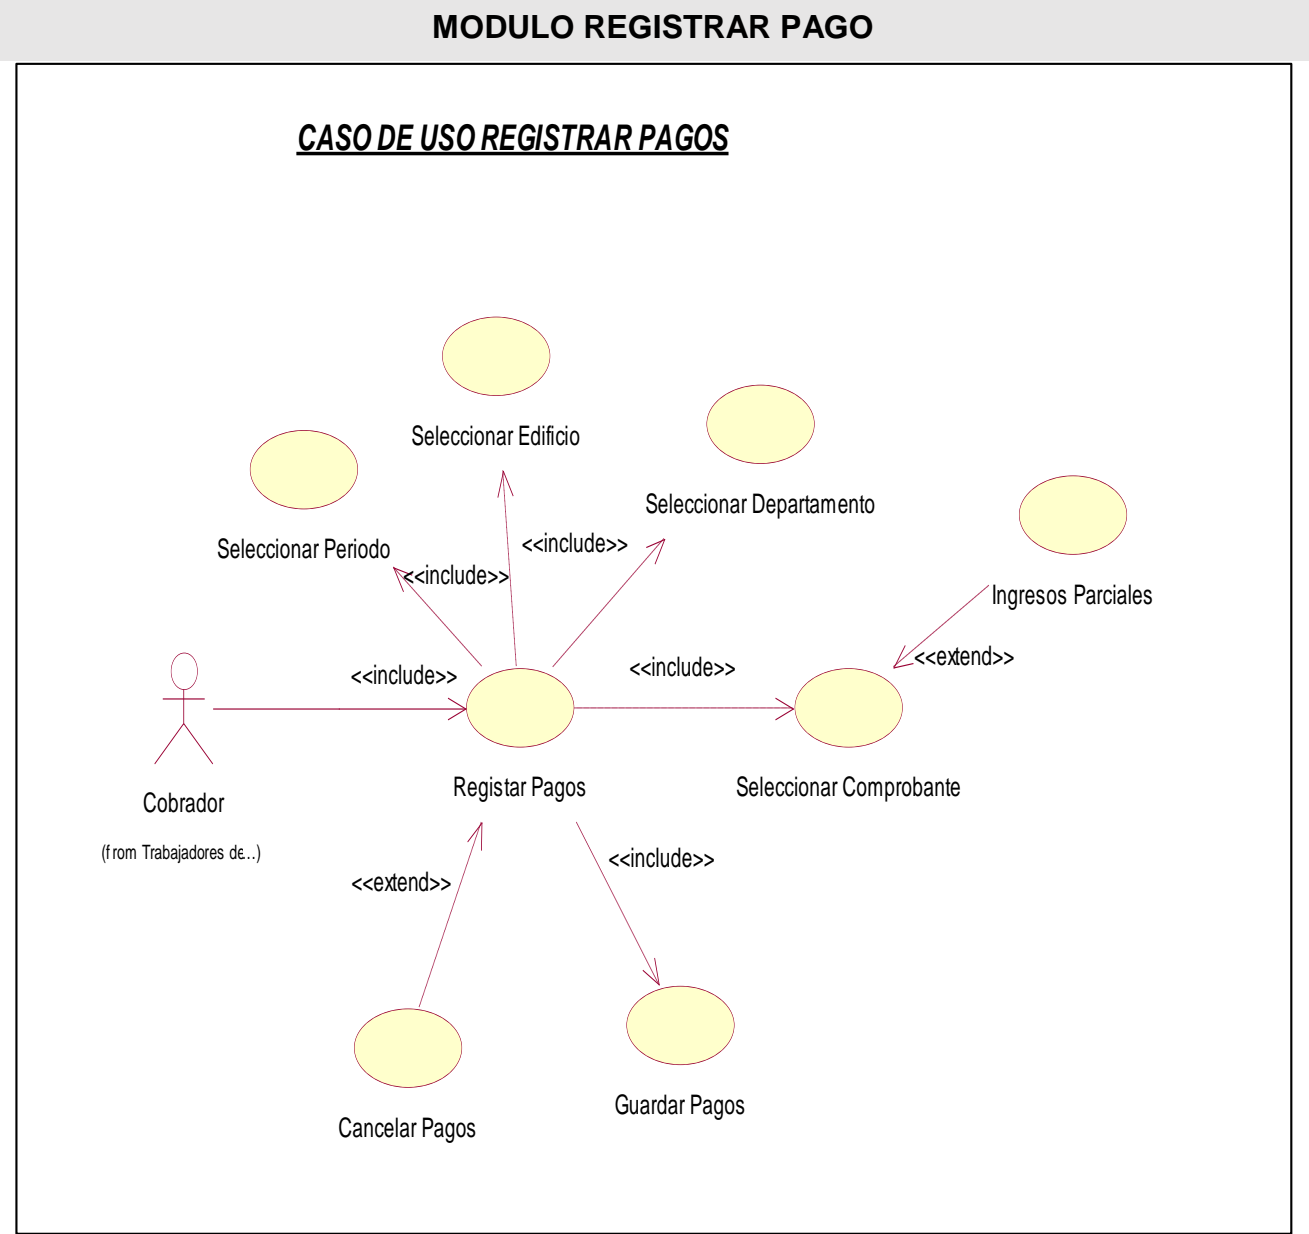 MODULO REGISTRAR PAGO
CASO DE USO REGISTRAR PAGOS
Seleccionar Edificio
Seleccionar Departamento
Seleccionar Periodo
<<include>>
<<include>>
Ingresos Parciales
<<extend>>
<<include>>
<<include>>
Registar Pagos
Seleccionar Comprobante
Cobrador
(from Trabajadores de...)
<<include>>
<<extend>>
Guardar Pagos
Cancelar Pagos